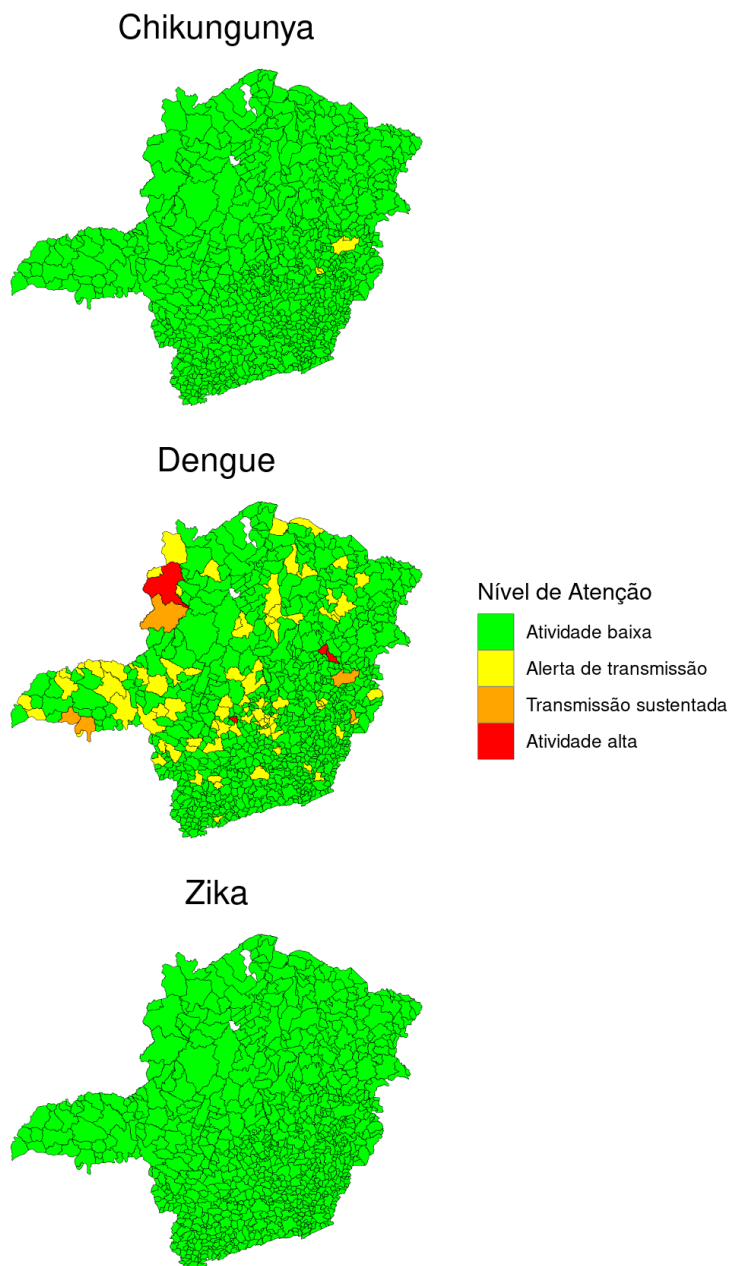 Chikungunya
Dengue
Nível de Atenção
Atividade baixa
Alerta de transmissão
Transmissão sustentada
Atividade alta
Zika